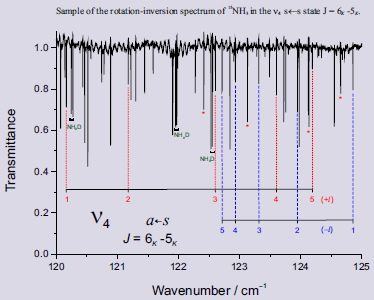 Sample of the rotation-inversion spectrum of ¹⁵NH₃ in the ν₄ s←s state J = 6ₖ -5ₖ.
Transmittance
1.0
0.8
0.6
0.4
0.2
0.0
NH₂D
NH₂D
NH₂D
1 2 3 4 5 (+l)
5 4 3 2 1 (−l)
ν₄ a←s
J = 6ₖ -5ₖ
120 121 122 123 124 125
Wavenumber / cm⁻¹